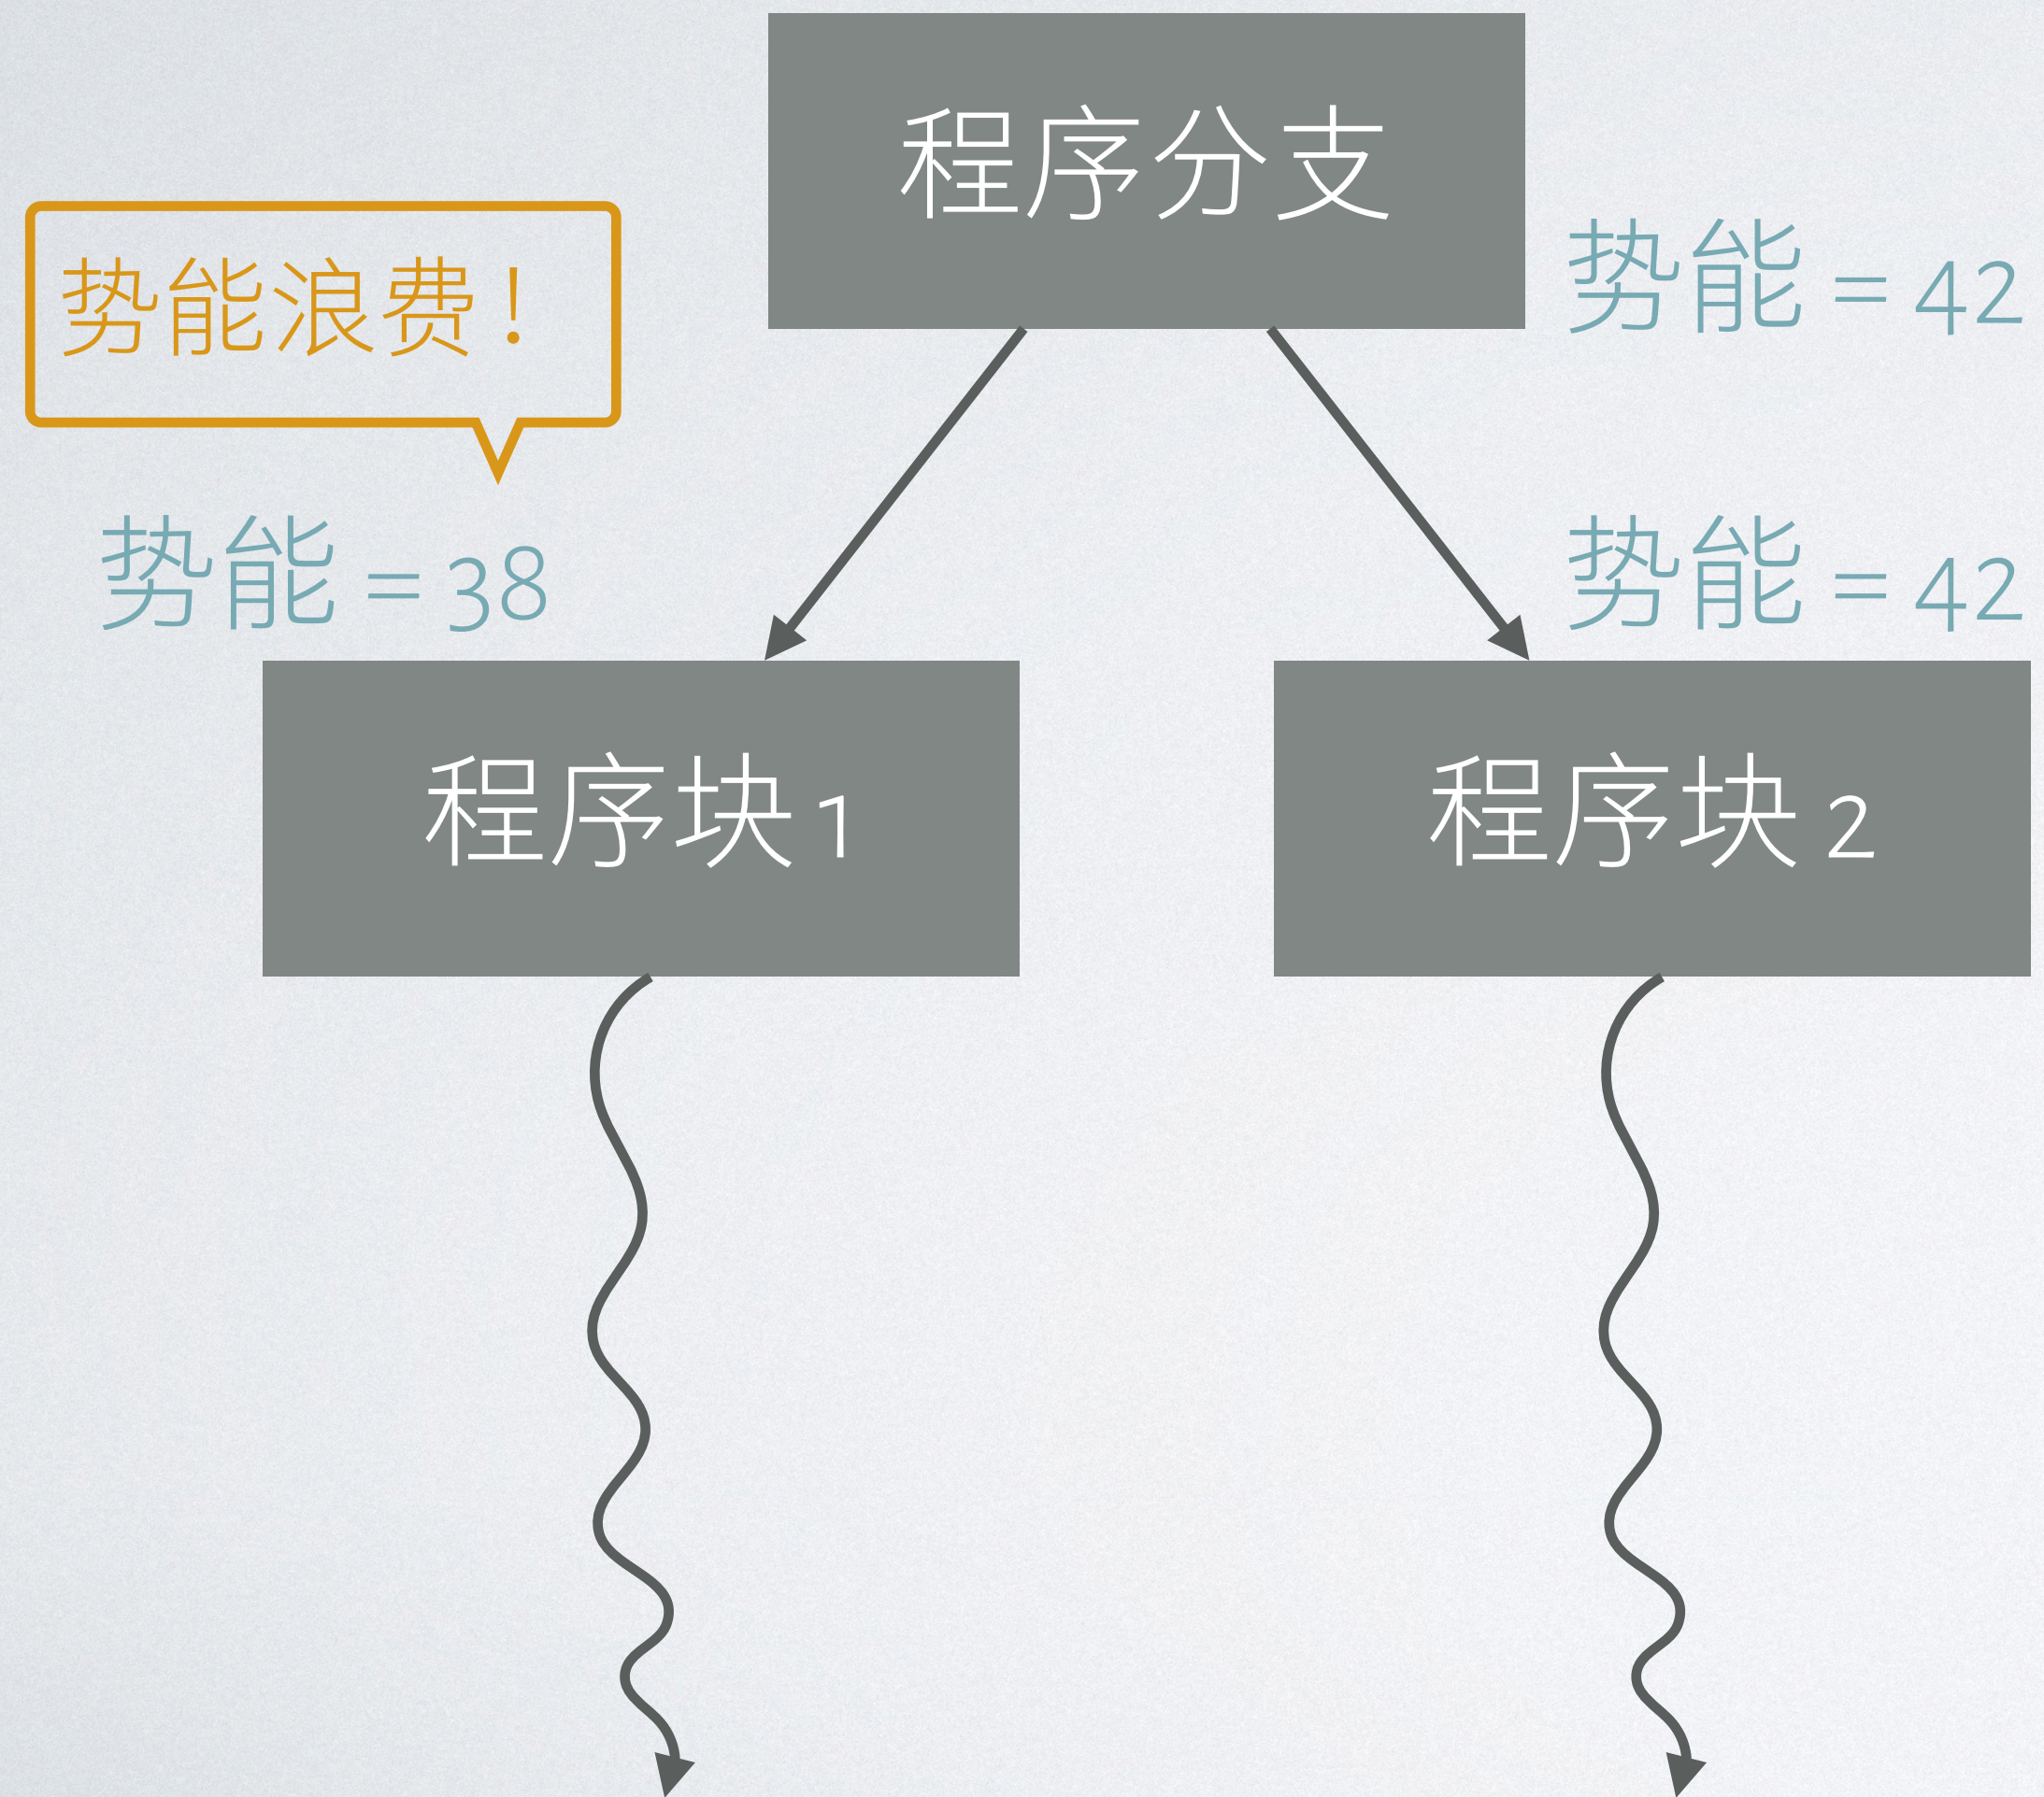 程序分支
势能浪费！
势能 = 42
势能 = 38
势能 = 42
程序块 1
程序块 2